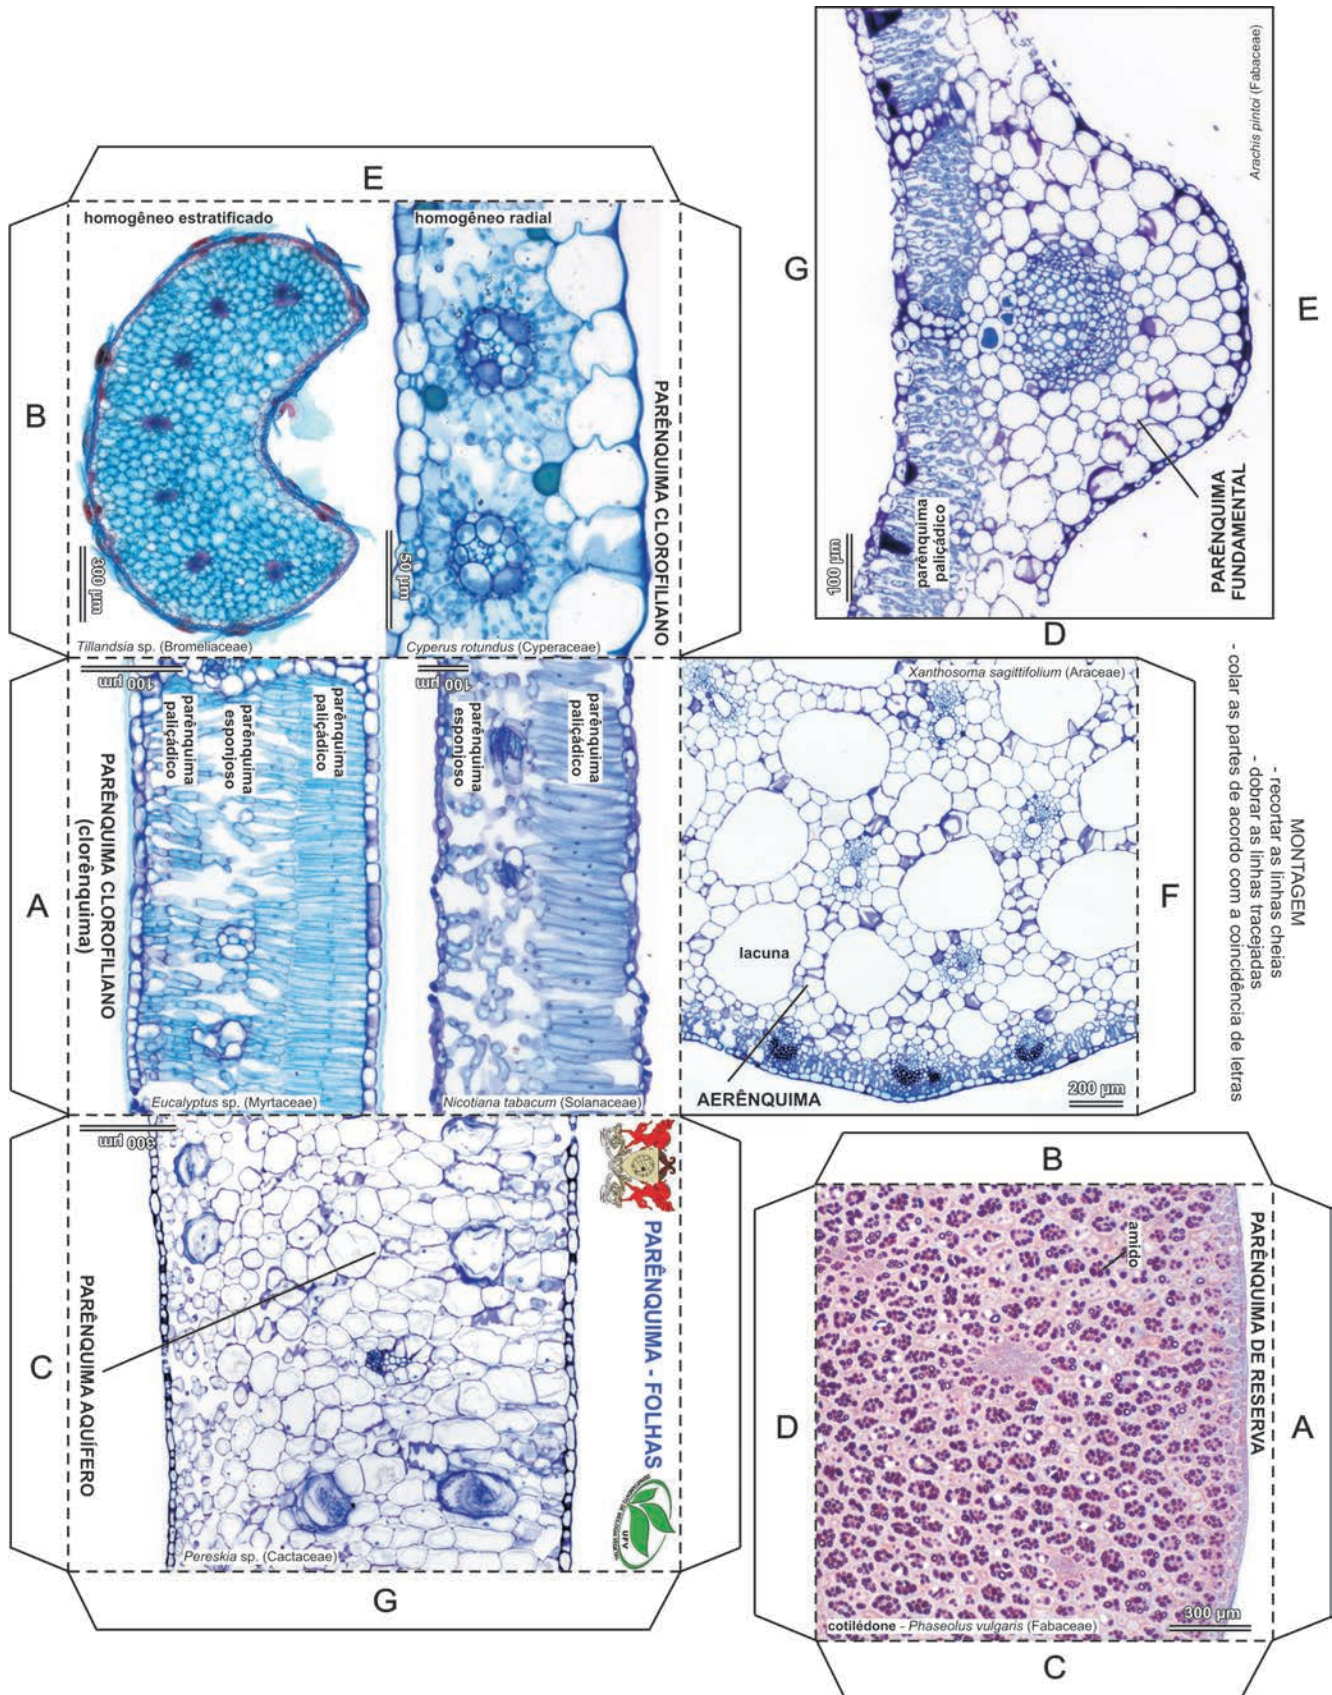 E
homogêneo estratificado
homogêneo radial
PARÊNQUIMA CLOROFILIANO
B
300 µm
50 µm
Tillandsia sp. (Bromeliaceae)
Cyperus rotundus (Cyperaceae)
Arachis pintoi (Fabaceae)
G
E
100 µm
parênquima
paliçádico
PARÊNQUIMA
FUNDAMENTAL
D
100 µm
parênquima
paliçádico
parênquima
esponjoso
parênquima
paliçádico
PARÊNQUIMA CLOROFILIANO
(clorênquima)
A
Eucalyptus sp. (Myrtaceae)
100 µm
parênquima
esponjoso
parênquima
paliçádico
Nicotiana tabacum (Solanaceae)
Xanthosoma sagittifolium (Araceae)
lacuna
AERÊNQUIMA
200 µm
F
MONTAGEM
- recortar as linhas cheias
- dobrar as linhas tracejadas
- colar as partes de acordo com a coincidência de letras
300 µm
PARÊNQUIMA AQUÍFERO
C
PARÊNQUIMA - FOLHAS
UFV
Pereskia sp. (Cactaceae)
G
B
amido
PARÊNQUIMA DE RESERVA
D
A
300 µm
cotilédone - Phaseolus vulgaris (Fabaceae)
C